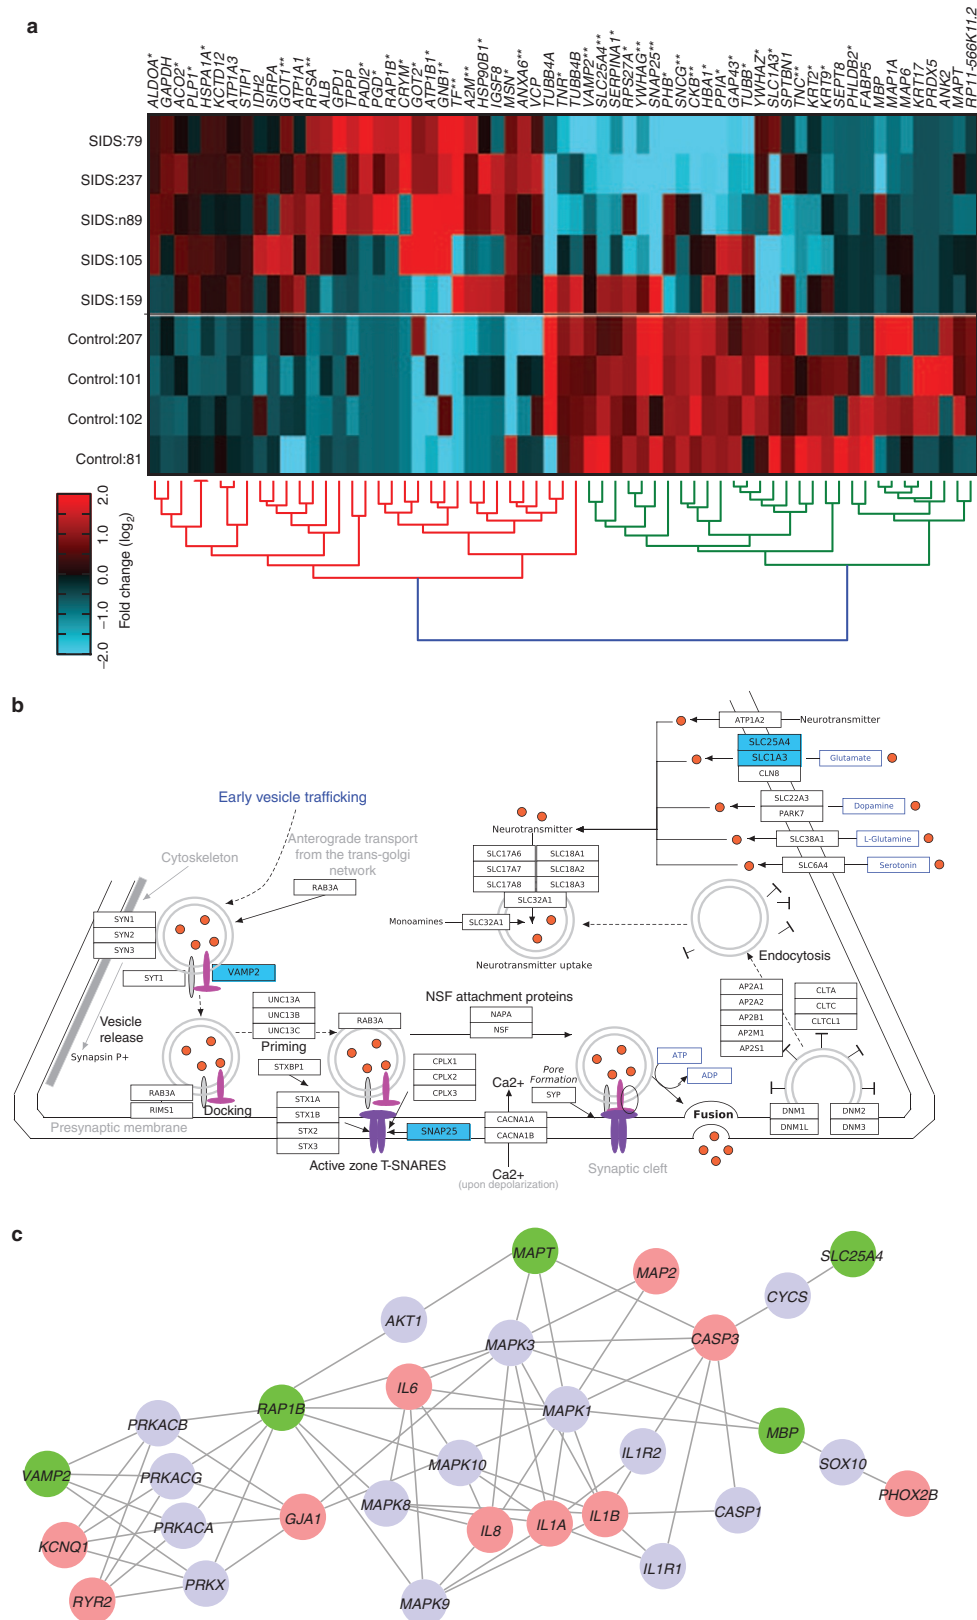 a
ALDOA*
GAPDH
ACO2*
PLP1*
HSPA1A*
KCTD12
ATP1A3
STIP1
IDH2
SIRPA
GOT1**
ATP1A1
RPSA**
ALB
GPD1
TPPP
PADI2*
PGD*
RAP1B*
CRYM*
GOT2*
ATP1B1*
GNB1*
TF**
A2M**
HSP90B1*
IGSF8
MSN*
ANXA6**
VCP
TUBB4A
TNR*
TUBB4B
VAMP2**
SLC25A4**
SERPINA1*
RPS27A*
YWHAG**
SNAP25**
PHB*
SNCG**
CKB**
HBA1*
PPIA*
GAP43*
TUBB*
YWHAZ*
SLC1A3*
SPTBN1
TNC**
KRT2*
KRT9*
SEPT8
PHLDB2*
FABP5
MBP
MAP1A
MAP6
KRT17
PRDX5
ANK2
MAPT
RP11-566K11.2
SIDS:79
SIDS:237
SIDS:n89
SIDS:105
SIDS:159
Control:207
Control:101
Control:102
Control:81
2.0
1.0
0.0
−1.0
−2.0
Fold change (log2)
b
ATP1A2
Neurotransmitter
SLC25A4
SLC1A3
Glutamate
CLN8
SLC22A3
PARK7
Dopamine
SLC38A1
L-Glutamine
SLC6A4
Serotonin
Early vesicle trafficking
Anterograde transport
from the trans-golgi
network
Cytoskeleton
RAB3A
Neurotransmitter
SLC17A6
SLC18A1
SLC17A7
SLC18A2
SLC17A8
SLC18A3
SLC32A1
Monoamines
SLC32A1
Neurotransmitter uptake
SYN1
SYN2
SYN3
SYT1
VAMP2
Endocytosis
AP2A1
AP2A2
AP2B1
AP2M1
AP2S1
CLTA
CLTC
CLTCL1
Vesicle
release
Synapsin P+
UNC13A
UNC13B
UNC13C
Priming
RAB3A
NSF attachment proteins
NAPA
NSF
STXBP1
CPLX1
CPLX2
CPLX3
Ca2+
Pore
Formation
SYP
ATP
ADP
RAB3A
RIMS1
Docking
Presynaptic membrane
STX1A
STX1B
STX2
STX3
SNAP25
CACNA1A
CACNA1B
Fusion
DNM1
DNM1L
DNM2
DNM3
Active zone T-SNARES
Ca2+
(upon depolarization)
Synaptic cleft
c
MAPT
SLC25A4
MAP2
CYCS
AKT1
MAPK3
CASP3
IL6
RAP1B
MAPK1
PRKACB
MBP
IL1R2
MAPK10
SOX10
VAMP2
PRKACG
PHOX2B
MAPK8
CASP1
GJA1
PRKACA
IL8
IL1A
IL1B
KCNQ1
IL1R1
PRKX
RYR2
MAPK9